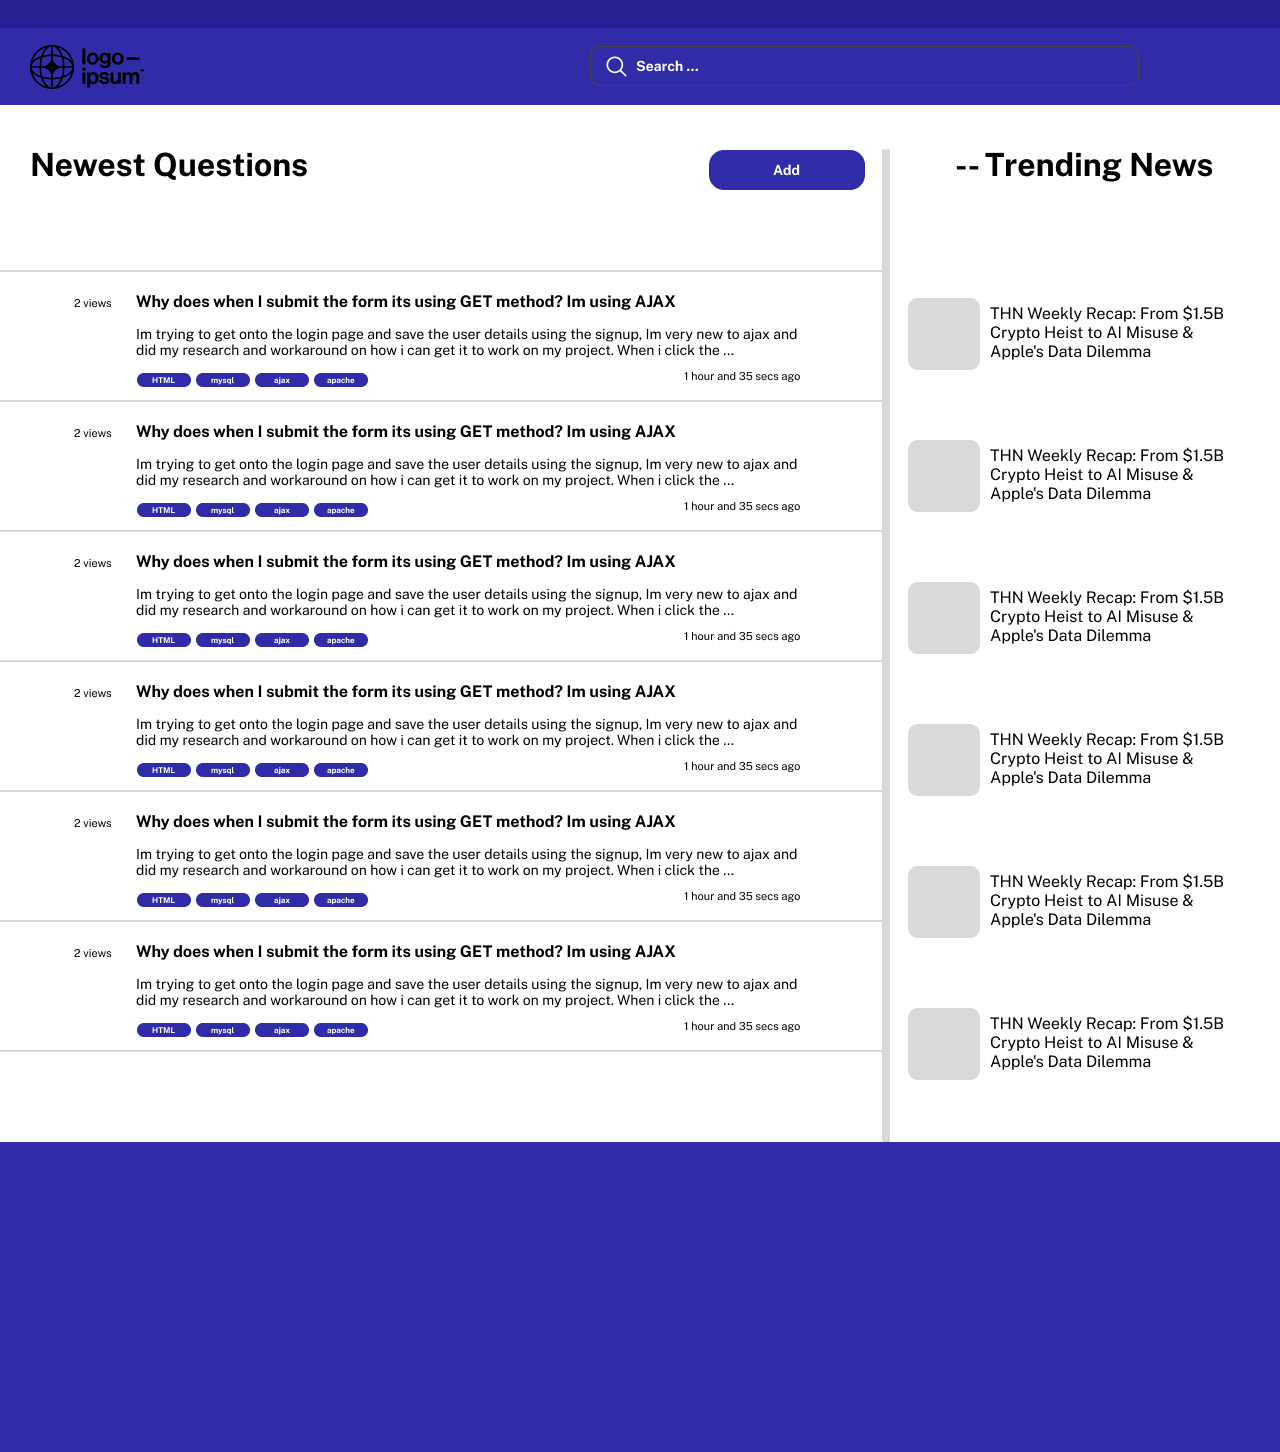 logo—
ipsum™
Search ...
Newest Questions
Add
2 views
Why does when I submit the form its using GET method? Im using AJAX
Im trying to get onto the login page and save the user details using the signup, Im very new to ajax and
did my research and workaround on how i can get it to work on my project. When i click the ...
HTML mysql ajax apache
1 hour and 35 secs ago
2 views
Why does when I submit the form its using GET method? Im using AJAX
Im trying to get onto the login page and save the user details using the signup, Im very new to ajax and
did my research and workaround on how i can get it to work on my project. When i click the ...
HTML mysql ajax apache
1 hour and 35 secs ago
2 views
Why does when I submit the form its using GET method? Im using AJAX
Im trying to get onto the login page and save the user details using the signup, Im very new to ajax and
did my research and workaround on how i can get it to work on my project. When i click the ...
HTML mysql ajax apache
1 hour and 35 secs ago
2 views
Why does when I submit the form its using GET method? Im using AJAX
Im trying to get onto the login page and save the user details using the signup, Im very new to ajax and
did my research and workaround on how i can get it to work on my project. When i click the ...
HTML mysql ajax apache
1 hour and 35 secs ago
2 views
Why does when I submit the form its using GET method? Im using AJAX
Im trying to get onto the login page and save the user details using the signup, Im very new to ajax and
did my research and workaround on how i can get it to work on my project. When i click the ...
HTML mysql ajax apache
1 hour and 35 secs ago
2 views
Why does when I submit the form its using GET method? Im using AJAX
Im trying to get onto the login page and save the user details using the signup, Im very new to ajax and
did my research and workaround on how i can get it to work on my project. When i click the ...
HTML mysql ajax apache
1 hour and 35 secs ago
-- Trending News
THN Weekly Recap: From $1.5B
Crypto Heist to AI Misuse &
Apple's Data Dilemma
THN Weekly Recap: From $1.5B
Crypto Heist to AI Misuse &
Apple's Data Dilemma
THN Weekly Recap: From $1.5B
Crypto Heist to AI Misuse &
Apple's Data Dilemma
THN Weekly Recap: From $1.5B
Crypto Heist to AI Misuse &
Apple's Data Dilemma
THN Weekly Recap: From $1.5B
Crypto Heist to AI Misuse &
Apple's Data Dilemma
THN Weekly Recap: From $1.5B
Crypto Heist to AI Misuse &
Apple's Data Dilemma